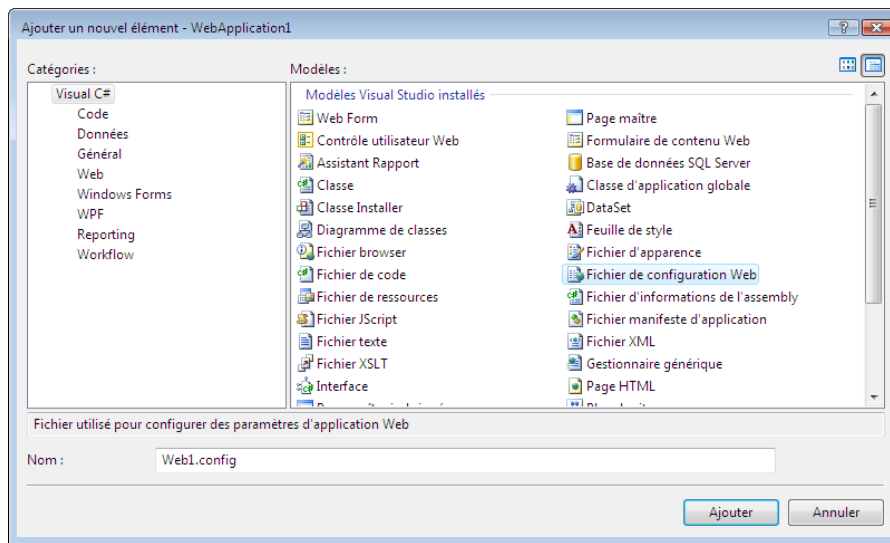 Ajouter un nouvel élément - WebApplication1
Catégories :
Modèles :
Visual C#
Code
Données
Général
Web
Windows Forms
WPF
Reporting
Workflow
Modèles Visual Studio installés
Web Form
Page maître
Contrôle utilisateur Web
Formulaire de contenu Web
Assistant Rapport
Base de données SQL Server
Classe
Classe d'application globale
Classe Installer
DataSet
Diagramme de classes
Feuille de style
Fichier browser
Fichier d'apparence
Fichier de code
Fichier de configuration Web
Fichier de ressources
Fichier d'informations de l'assembly
Fichier JScript
Fichier manifeste d'application
Fichier texte
Fichier XML
Fichier XSLT
Gestionnaire générique
Interface
Page HTML
Fichier utilisé pour configurer des paramètres d'application Web
Nom :
Web1.config
Ajouter
Annuler